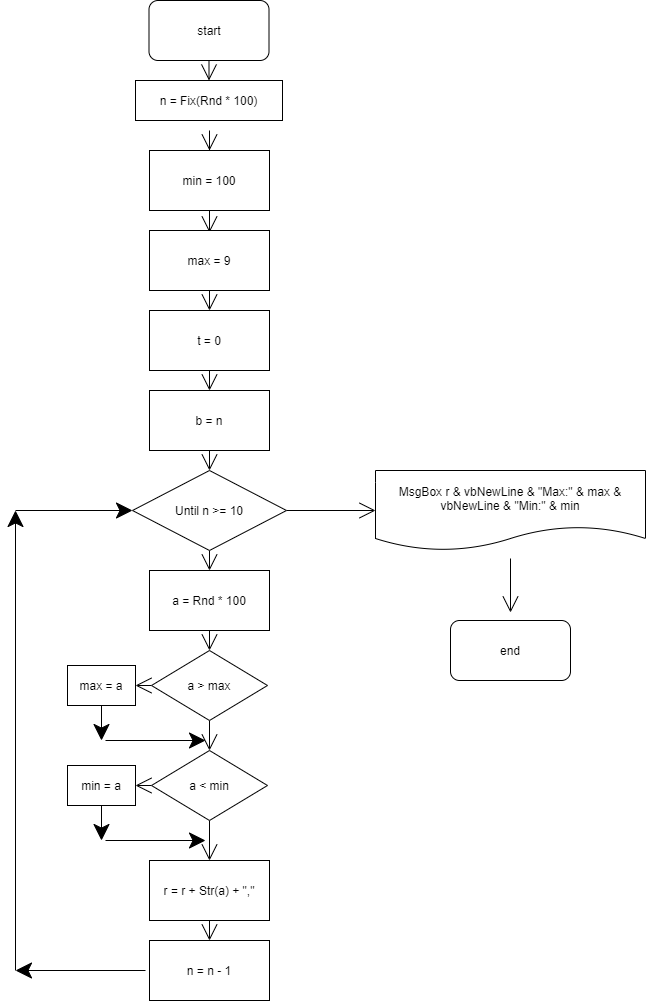 start
n = Fix(Rnd * 100)
min = 100
max = 9
t = 0
b = n
Until n >= 10
MsgBox r & vbNewLine & "Max:" & max &
vbNewLine & "Min:" & min
a = Rnd * 100
end
max = a
a > max
min = a
a < min
r = r + Str(a) + ","
n = n - 1